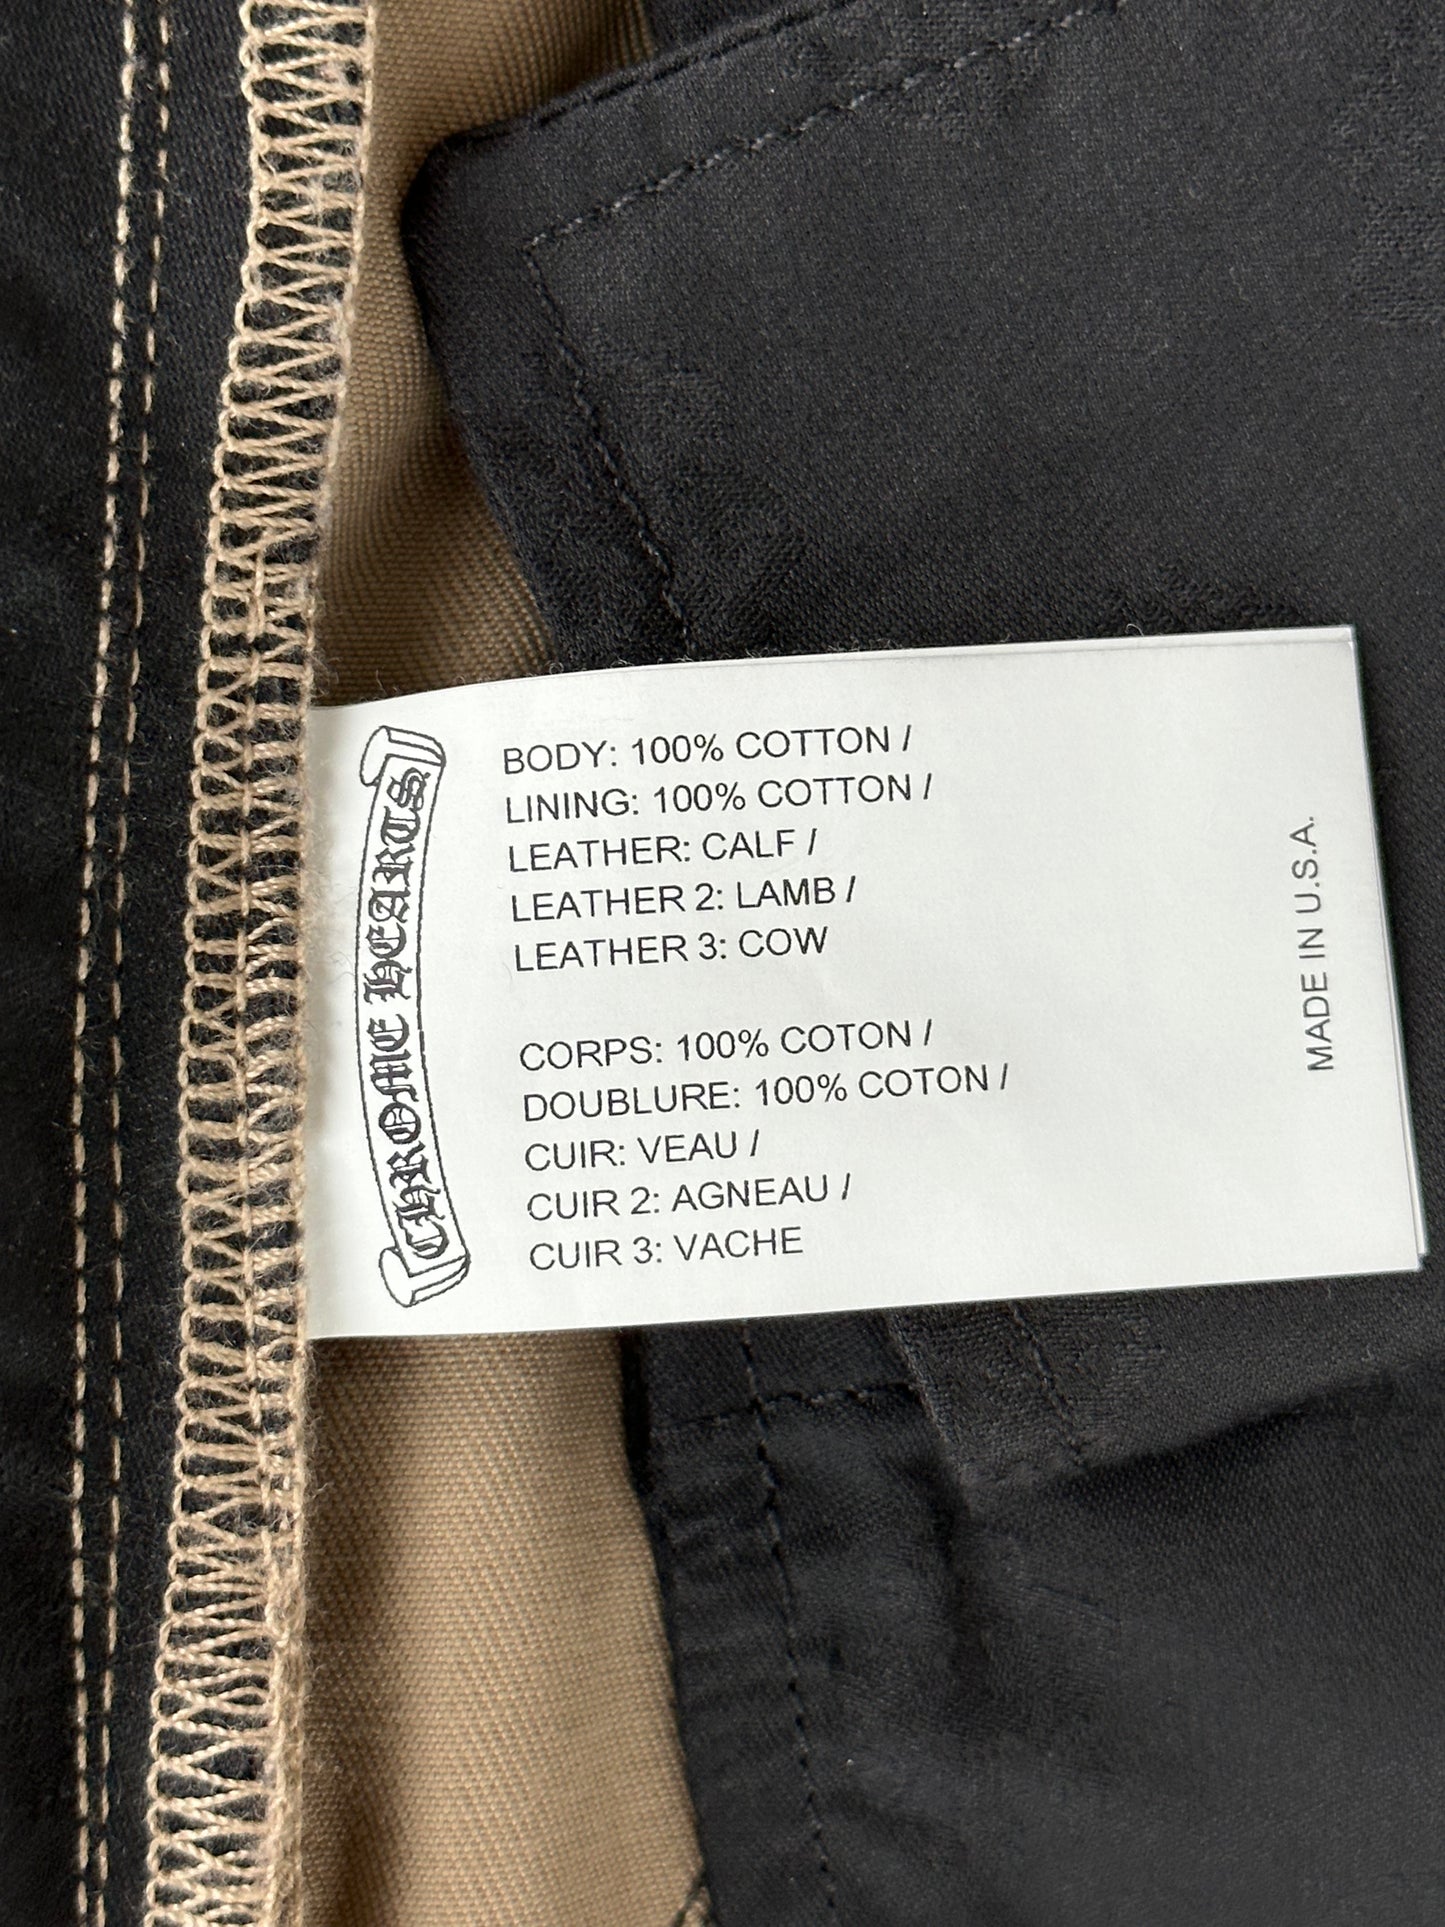 CHROME HEARTS
BODY: 100% COTTON /
LINING: 100% COTTON /
LEATHER: CALF /
LEATHER 2: LAMB /
LEATHER 3: COW
CORPS: 100% COTON /
DOUBLURE: 100% COTON /
CUIR: VEAU /
CUIR 2: AGNEAU /
CUIR 3: VACHE
MADE IN U.S.A.